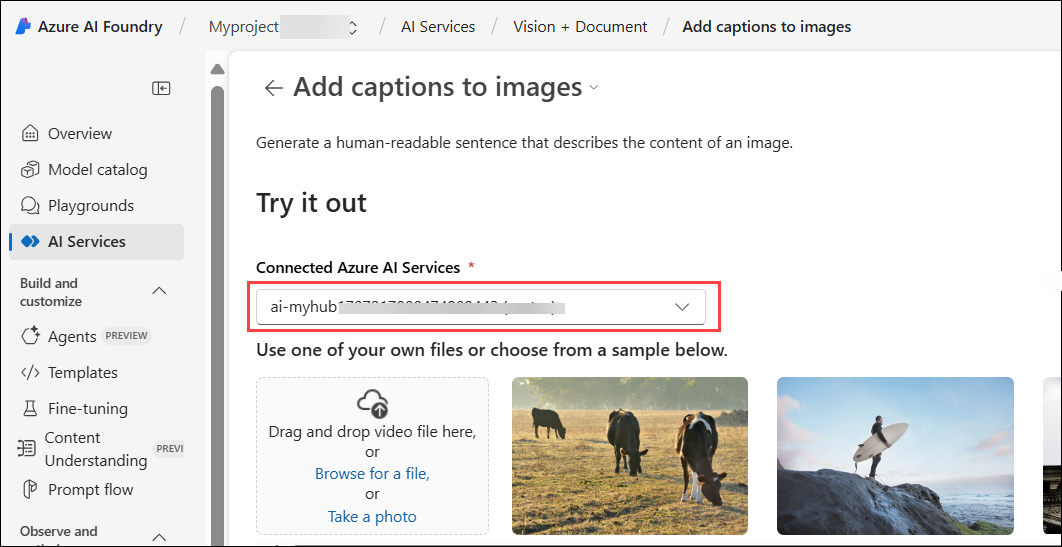 Azure AI Foundry / Myproject / AI Services / Vision + Document / Add captions to images
Overview
Model catalog
Playgrounds
AI Services
Build and
customize
Agents PREVIEW
Templates
Fine-tuning
Content
Understanding PREVI
Prompt flow
Observe and
Add captions to images
Generate a human-readable sentence that describes the content of an image.
Try it out
Connected Azure AI Services *
ai-myhub
Use one of your own files or choose from a sample below.
Drag and drop video file here,
or
Browse for a file,
or
Take a photo